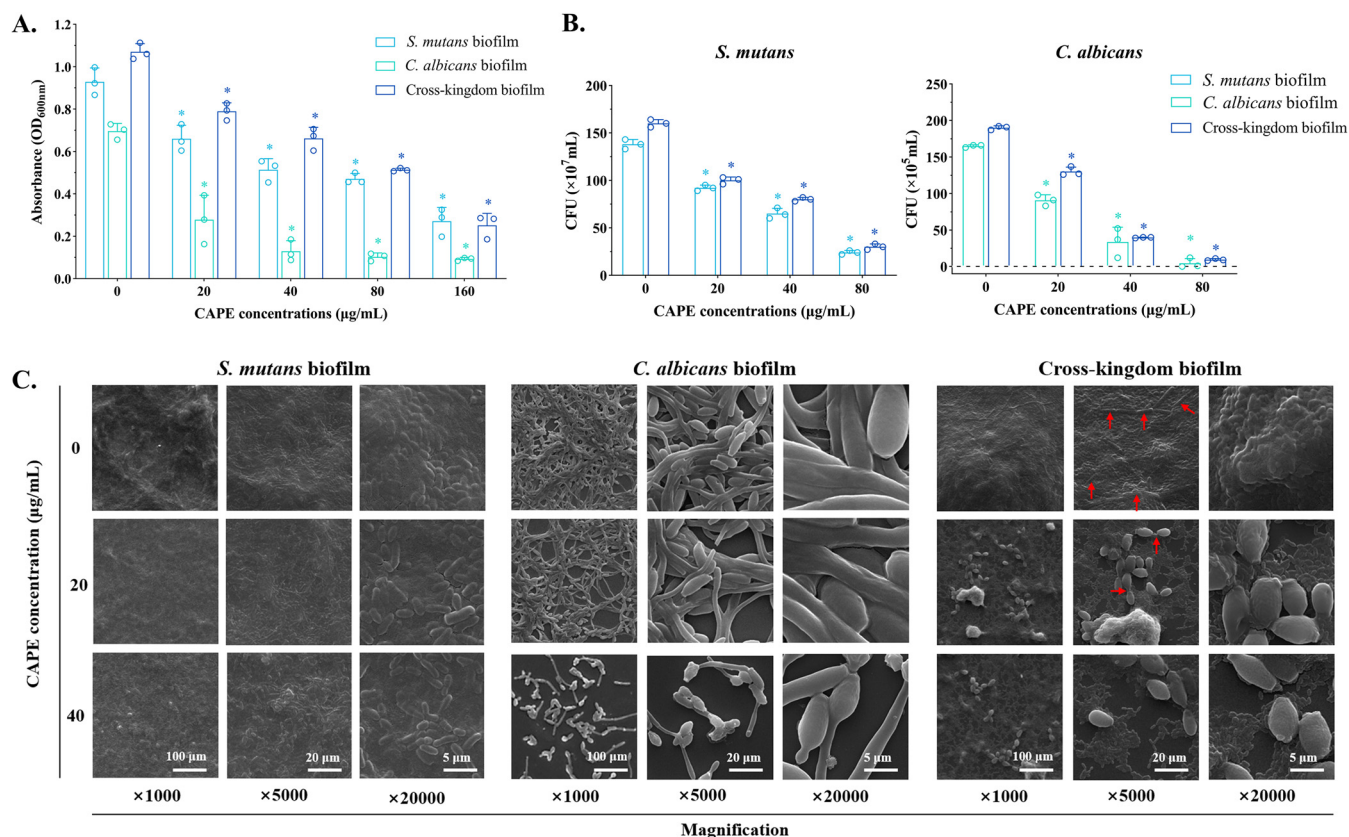 A.
1.2
1.0
0.8
0.6
0.4
0.2
0.0
Absorbance (OD600nm)
S. mutans biofilm
C. albicans biofilm
Cross-kingdom biofilm
* * * * * * * * * * *
0 20 40 80 160
CAPE concentrations (μg/mL)
B.
S. mutans
200
150
100
50
0
CFU (×10⁷mL)
* * * * * *
0 20 40 80
CAPE concentrations (μg/mL)
C. albicans
250
200
150
100
50
0
CFU (×10⁵mL)
* * * * * *
0 20 40 80
CAPE concentrations (μg/mL)
S. mutans biofilm
C. albicans biofilm
Cross-kingdom biofilm
C.
S. mutans biofilm
C. albicans biofilm
Cross-kingdom biofilm
CAPE concentration (μg/mL)
0
20
40
100 μm 20 μm 5 μm 100 μm 20 μm 5 μm 100 μm 20 μm 5 μm
×1000 ×5000 ×20000 ×1000 ×5000 ×20000 ×1000 ×5000 ×20000
Magnification